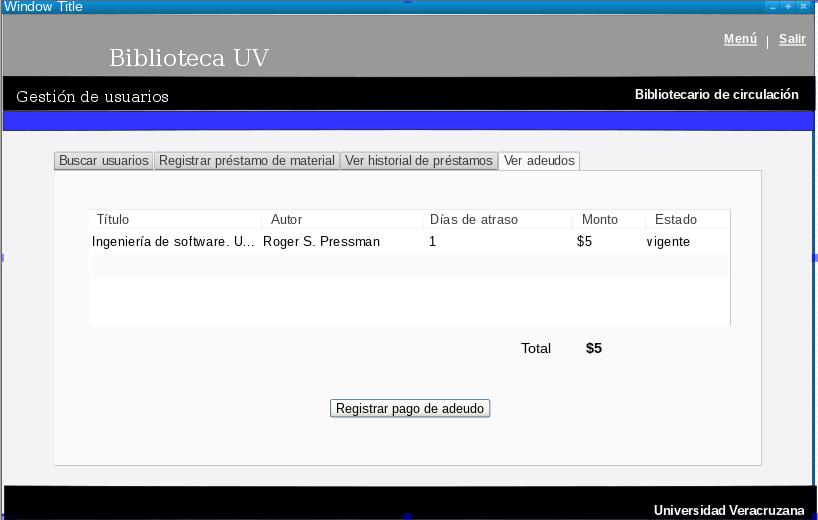 Window Title
Menú | Salir
Biblioteca UV
Gestión de usuarios Bibliotecario de circulación
Buscar usuarios Registrar préstamo de material Ver historial de préstamos Ver adeudos
Título Autor Días de atraso Monto Estado
Ingeniería de software. U... Roger S. Pressman 1 $5 vigente
Total $5
Registrar pago de adeudo
Universidad Veracruzana